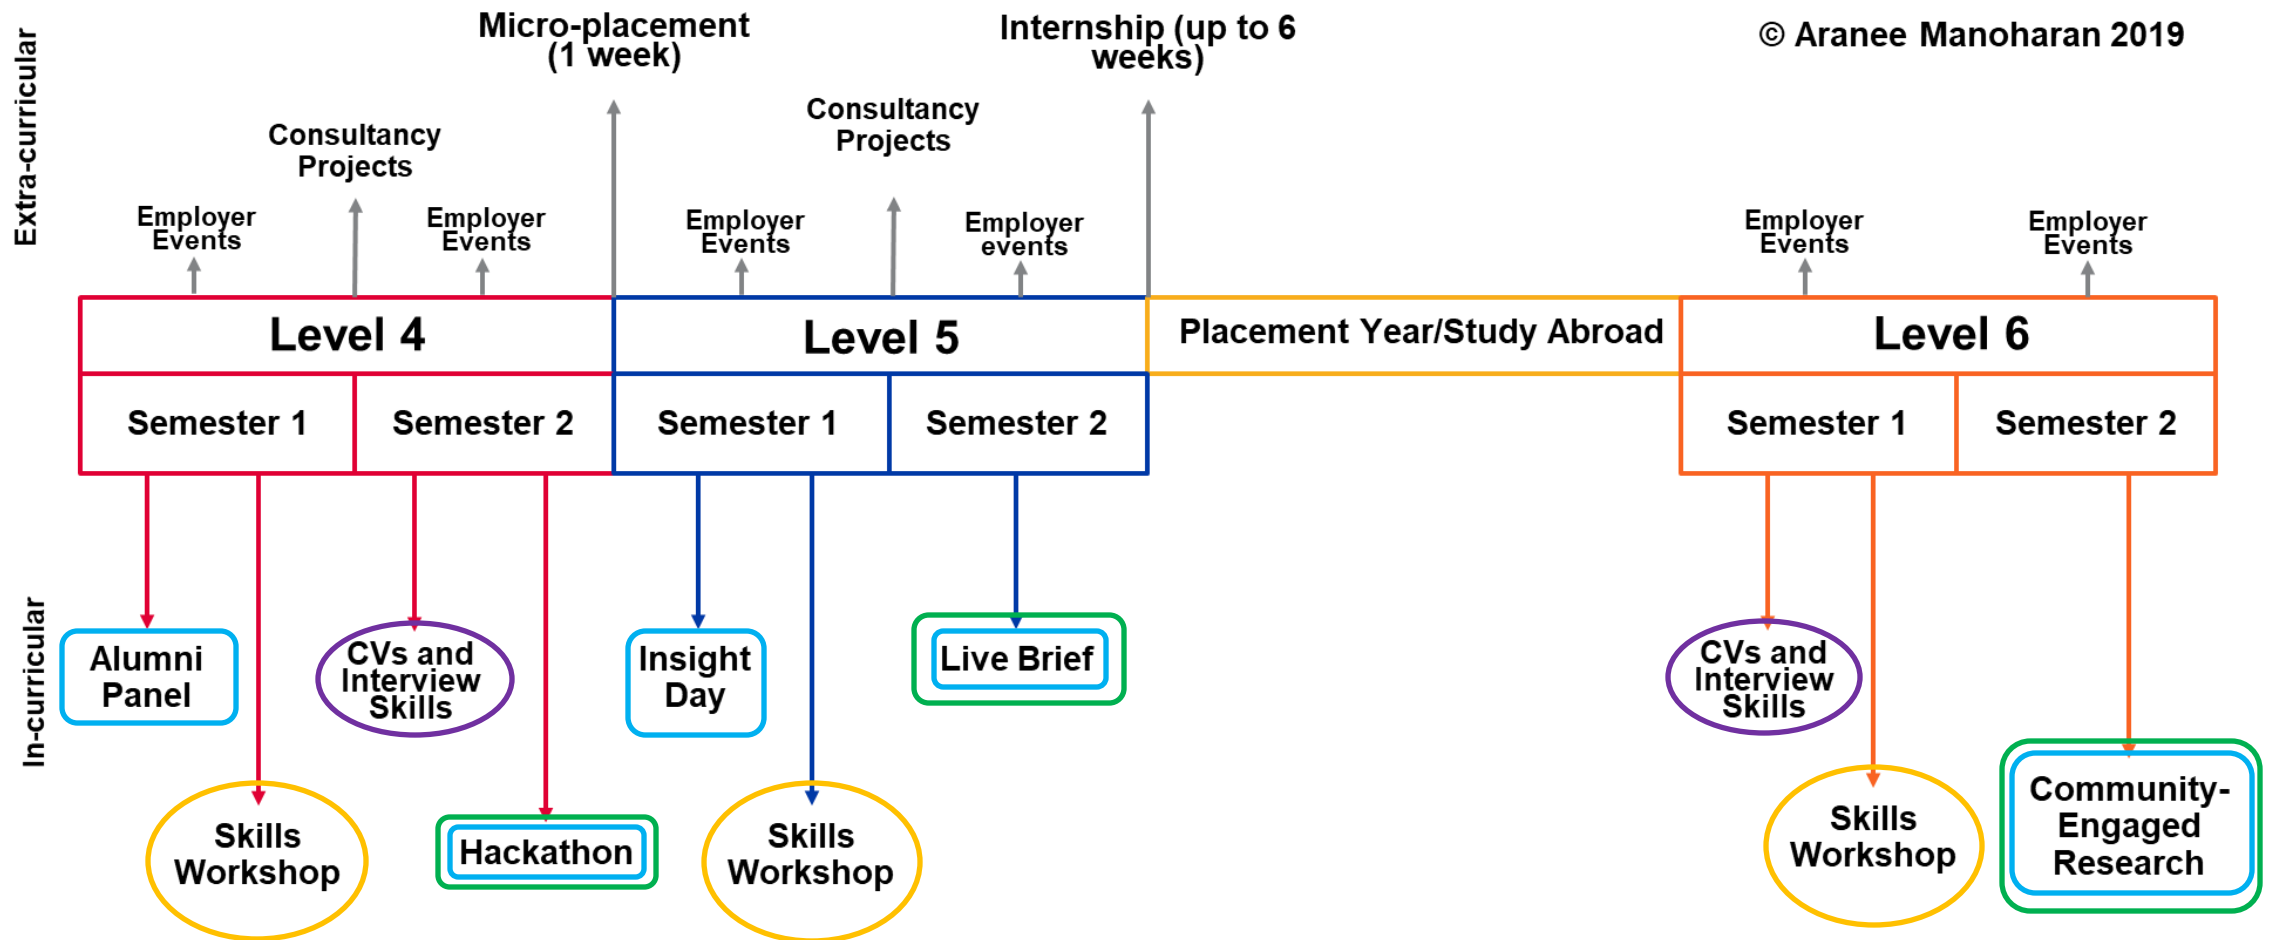 Extra-curricular
Micro-placement
(1 week)
Internship (up to 6
weeks)
© Aranee Manoharan 2019
Consultancy
Projects
Consultancy
Projects
Employer
Events
Employer
Events
Employer
Events
Employer
events
Employer
Events
Employer
Events
Level 4
Level 5
Placement Year/Study Abroad
Level 6
Semester 1
Semester 2
Semester 1
Semester 2
Semester 1
Semester 2
In-curricular
Alumni
Panel
CVs and
Interview
Skills
Insight
Day
Live Brief
CVs and
Interview
Skills
Skills
Workshop
Hackathon
Skills
Workshop
Skills
Workshop
Community-
Engaged
Research